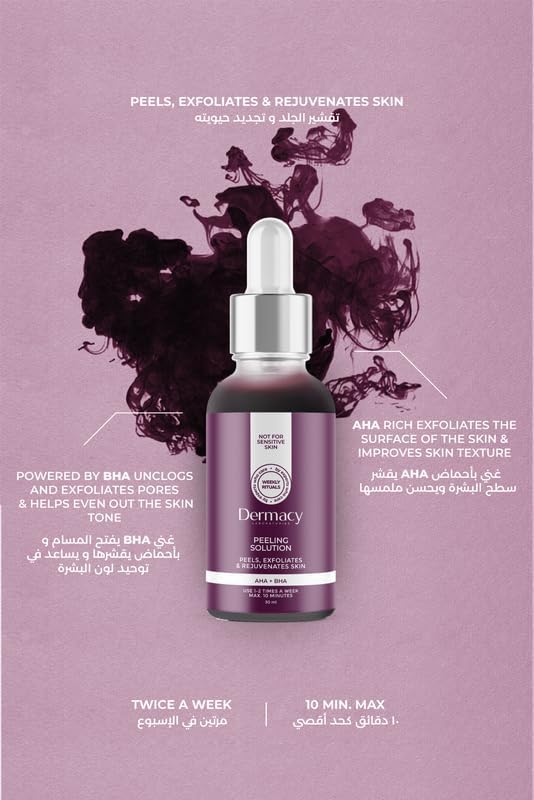 PEELS, EXFOLIATES & REJUVENATES SKIN
تقشير الجلد و تجديد حيويته
AHA RICH EXFOLIATES THE
SURFACE OF THE SKIN &
IMPROVES SKIN TEXTURE
غني بأحماض AHA يقشر
سطح البشرة ويحسن ملمسها
POWERED BY BHA UNCLOGS
AND EXFOLIATES PORES
& HELPS EVEN OUT THE SKIN
TONE
غني BHA يفتح المسام و
بأحماض يقشرها و يساعد في
توحيد لون البشرة
NOT FOR
SENSITIVE
SKIN
WEEKLY
RITUALS
Dermacy
LABORATORIES
PEELING
SOLUTION
PEELS, EXFOLIATES
& REJUVENATES SKIN
AHA + BHA
USE 1-2 TIMES A WEEK
MAX. 10 MINUTES
30 ml
TWICE A WEEK
مرتين في الإسبوع
10 MIN. MAX
١٠ دقائق كحد أقصي